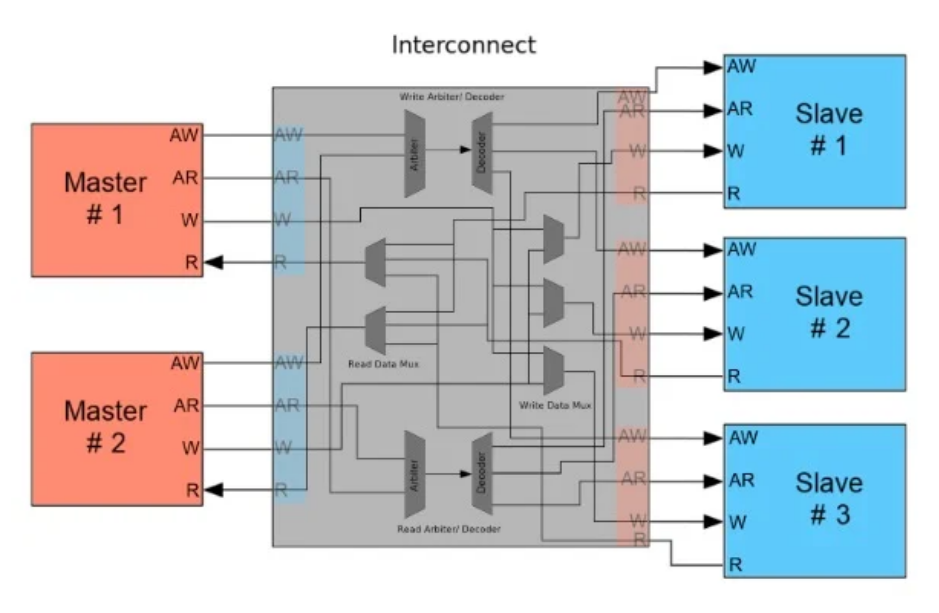 Interconnect
Write Arbiter/ Decoder
Master
# 1
AW
AR
W
R
AW
AR
W
R
Arbiter
Decoder
AW
AR
W
R
AW
AR
W
R
Slave
# 1
Read Data Mux
Write Data Mux
AW
AR
W
R
AW
AR
W
R
Slave
# 2
Master
# 2
AW
AR
W
R
AW
AR
W
R
Arbiter
Decoder
Read Arbiter/ Decoder
AW
AR
W
R
AW
AR
W
R
Slave
# 3